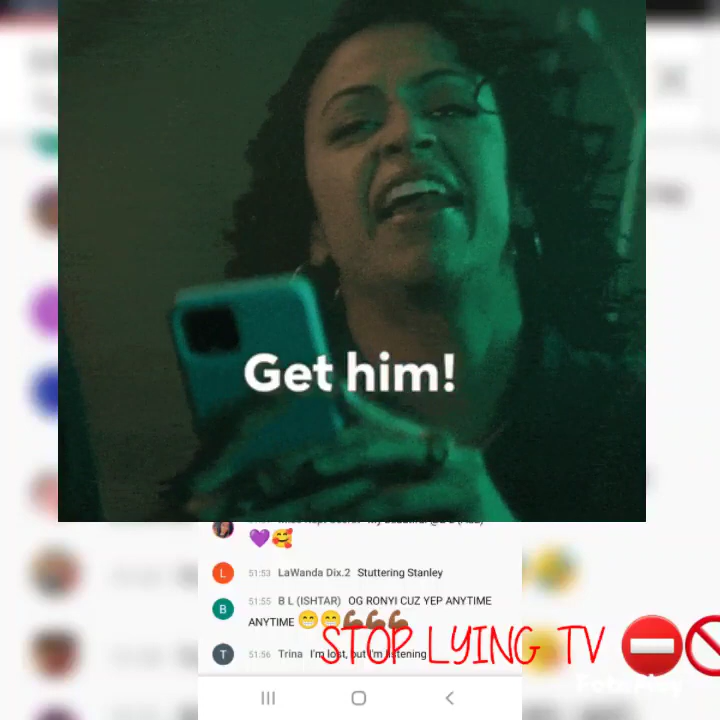 Get him!
51:53 LaWanda Dix.2 Stuttering Stanley
51:55 B L (ISHTAR) OG RONYI CUZ YEP ANYTIME
ANYTIME 😁😁💪🏾💪🏾💪🏾
STOP LYING TV ⛔🚫
51:56 Trina I'm lost, but I'm listening